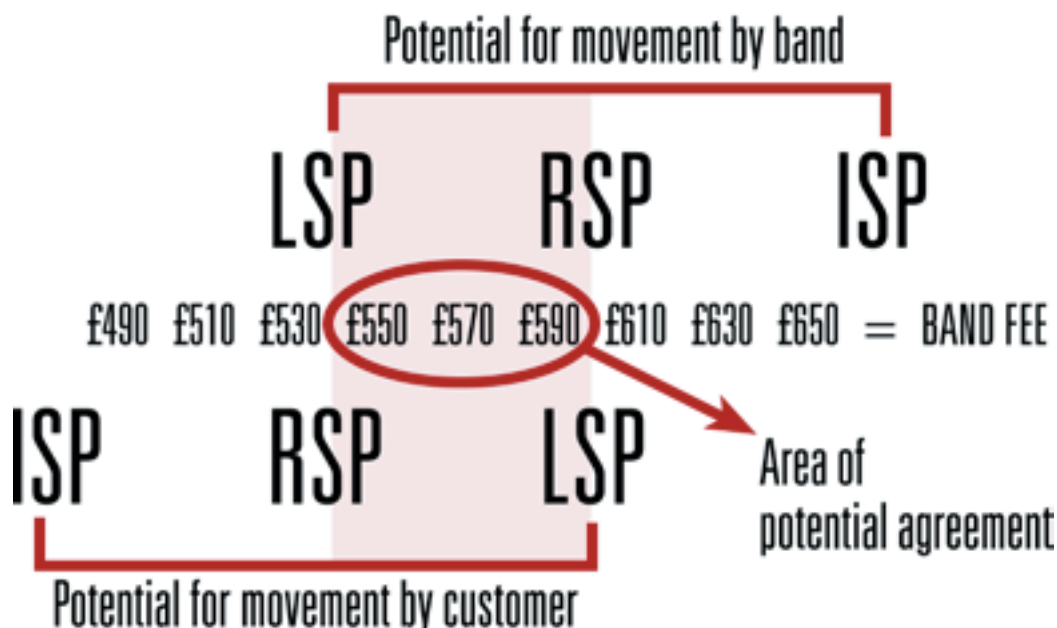 Potential for movement by band
LSP RSP ISP
£490 £510 £530 £550 £570 £590 £610 £630 £650 = BAND FEE
ISP RSP LSP
Area of
potential agreement
Potential for movement by customer